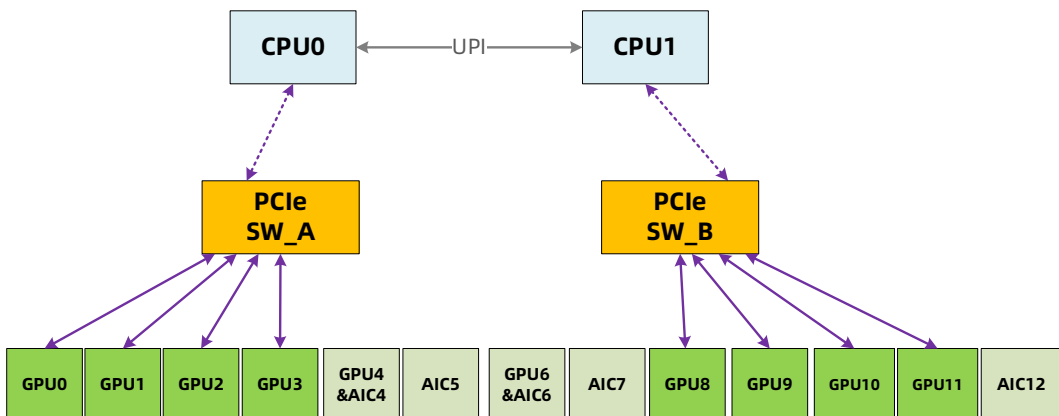 CPU0
UPI
CPU1
PCIe
SW_A
PCIe
SW_B
GPU0
GPU1
GPU2
GPU3
GPU4
&AIC4
AIC5
GPU6
&AIC6
AIC7
GPU8
GPU9
GPU10
GPU11
AIC12